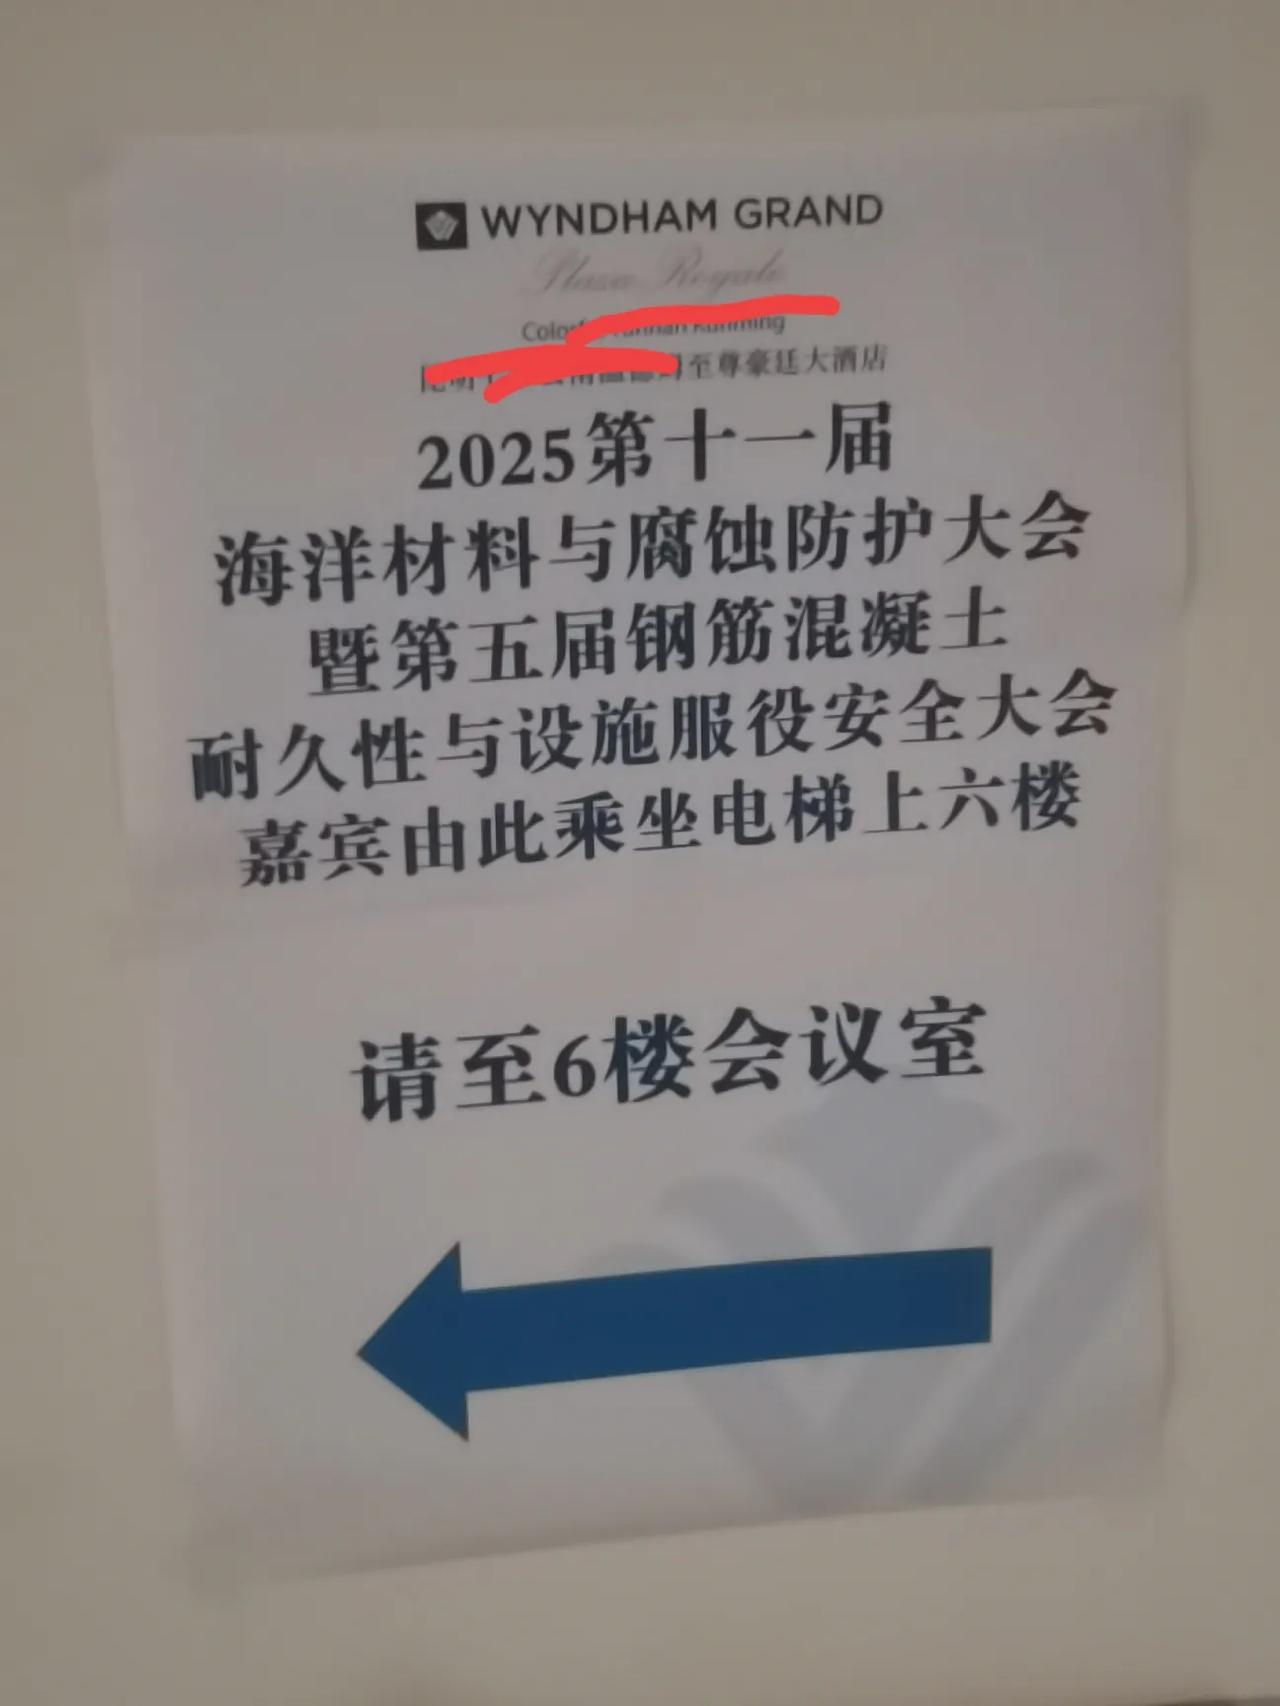 WYNDHAM GRAND
Plaza Royale
Kunming
至尊豪廷大酒店
2025第十一届
海洋材料与腐蚀防护大会
暨第五届钢筋混凝土
耐久性与设施服役安全大会
嘉宾由此乘坐电梯上六楼
请至6楼会议室